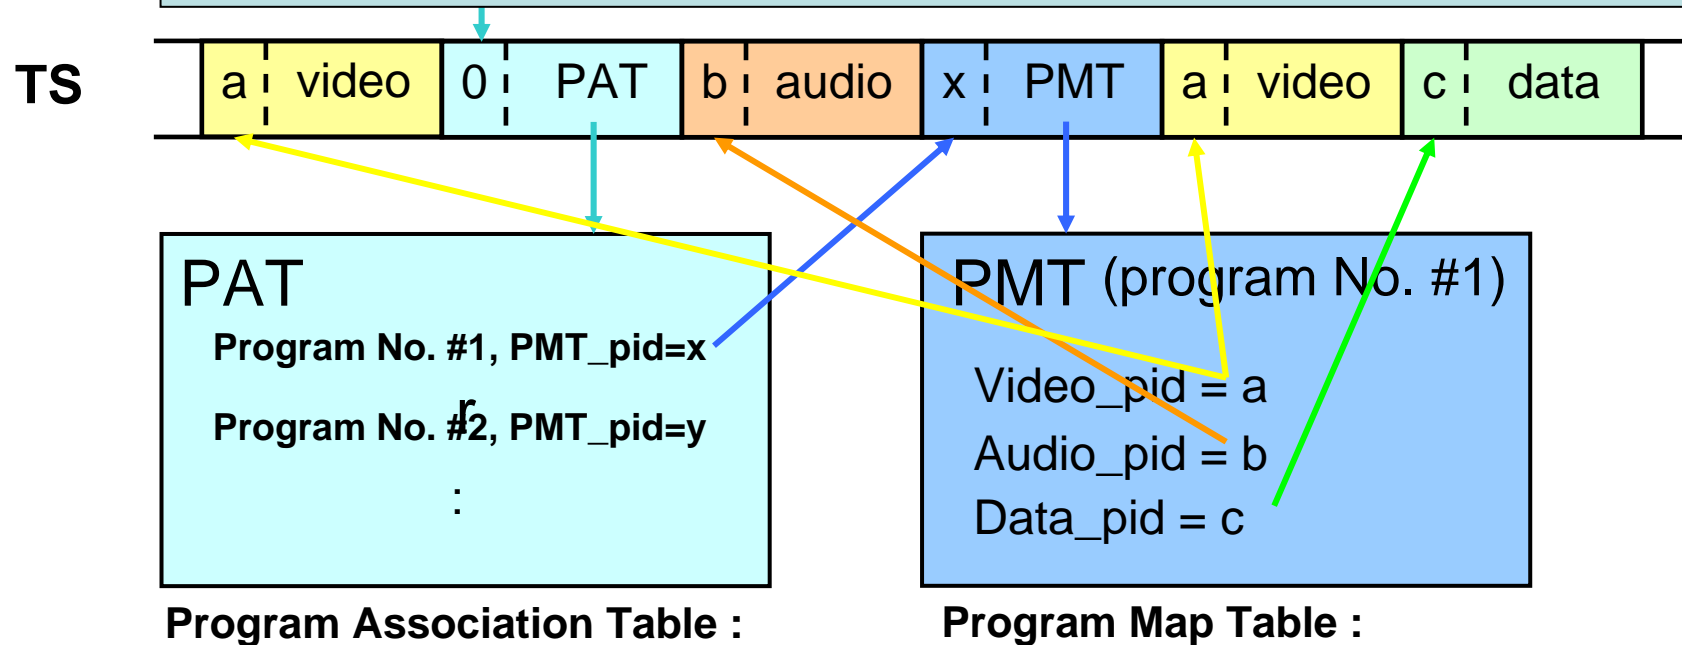 TS a video 0 PAT b audio x PMT a video c data
PAT
Program No. #1, PMT_pid=x
r
Program No. #2, PMT_pid=y
:
PMT (program No. #1)
Video_pid = a
Audio_pid = b
Data_pid = c
Program Association Table :
Program Map Table :